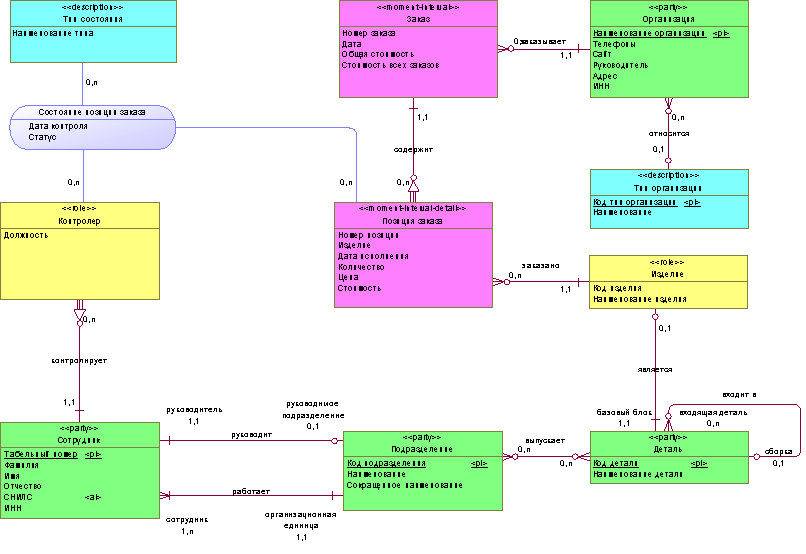 <<description>>
Тип состояния
Наименование типа
<<moment-interval>>
Заказ
Номер заказа
Дата
Общая стоимость
Стоимость всех заказов
<<party>>
Организация
Наименование организации <pi>
Телефоны
Сайт
Руководитель
Адрес
ИНН
0,n
заказывает
1,1
0,n
Состояние позиции заказа
Дата контроля
Статус
1,1
содержит
0,n
0,n
относится
0,1
<<description>>
Тип организации
Код тип организации <pi>
Наименование
0,n
0,n
<<role>>
Контролер
Должность
<<moment-interval-detail>>
Позиция заказа
Номер позиции
Изделие
Дата исполнения
Количество
Цена
Стоимость
заказано
0,n
1,1
<<role>>
Изделие
Код изделия
Наименование изделия
0,n
контролирует
1,1
0,1
является
базовый блок
1,1
входит в
входящая деталь
0,n
сборка
0,1
руководитель
1,1
руководит
руководимое
подразделение
0,1
<<party>>
Сотрудник
Табельный номер <pi>
Фамилия
Имя
Отчество
СНИЛС <ai>
ИНН
<<party>>
Подразделение
Код подразделения <pi>
Наименование
Сокращенное наименование
выпускает
0,n
0,n
<<party>>
Деталь
Код детали <pi>
Наименование детали
работает
сотрудник
1,n
организационная
единица
1,1